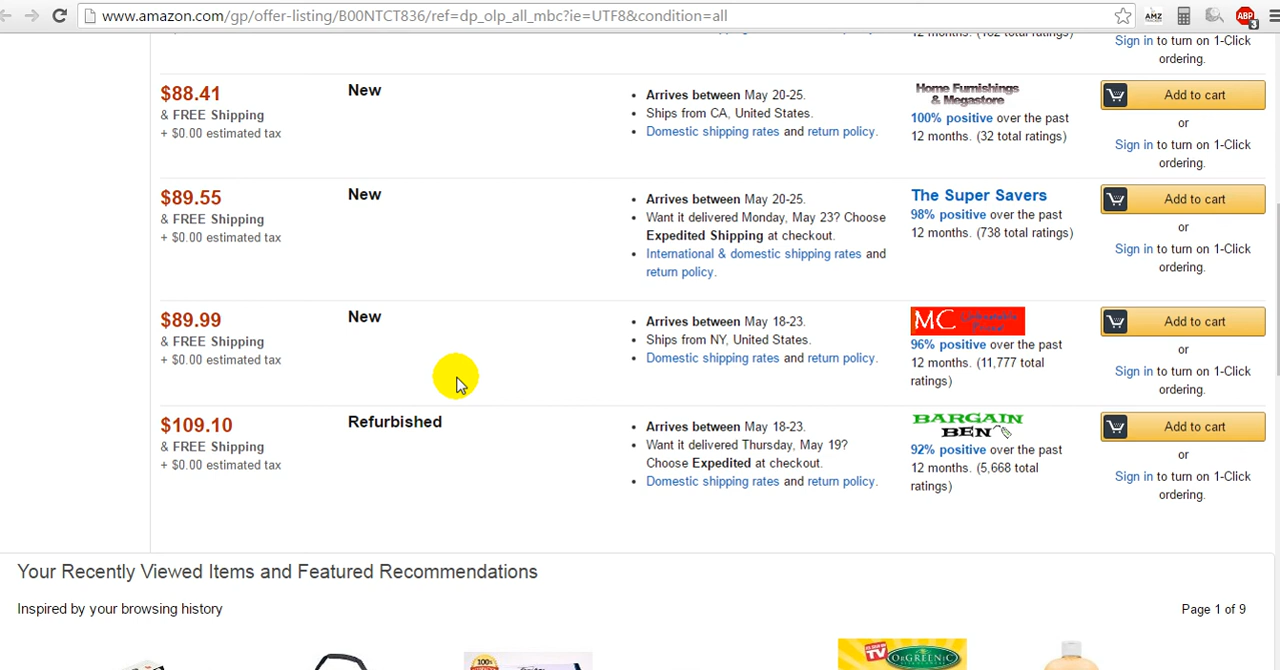 www.amazon.com/gp/offer-listing/B00NTCT836/ref=dp_olp_all_mbc?ie=UTF8&condition=all
AMZ
ABP
3
Sign in to turn on 1-Click
ordering.
$88.41
& FREE Shipping
+ $0.00 estimated tax
New
Arrives between May 20-25.
Ships from CA, United States.
Domestic shipping rates and return policy.
Home Furnishings
& Megastore
100% positive over the past
12 months. (32 total ratings)
Add to cart
or
Sign in to turn on 1-Click
ordering.
$89.55
& FREE Shipping
+ $0.00 estimated tax
New
Arrives between May 20-25.
Want it delivered Monday, May 23? Choose
Expedited Shipping at checkout.
International & domestic shipping rates and
return policy.
The Super Savers
98% positive over the past
12 months. (738 total ratings)
Add to cart
or
Sign in to turn on 1-Click
ordering.
$89.99
& FREE Shipping
+ $0.00 estimated tax
New
Arrives between May 18-23.
Ships from NY, United States.
Domestic shipping rates and return policy.
MC
96% positive over the past
12 months. (11,777 total
ratings)
Add to cart
or
Sign in to turn on 1-Click
ordering.
$109.10
& FREE Shipping
+ $0.00 estimated tax
Refurbished
Arrives between May 18-23.
Want it delivered Thursday, May 19?
Choose Expedited at checkout.
Domestic shipping rates and return policy.
BARGAIN
BEN
92% positive over the past
12 months. (5,668 total
ratings)
Add to cart
or
Sign in to turn on 1-Click
ordering.
Your Recently Viewed Items and Featured Recommendations
Inspired by your browsing history
Page 1 of 9
100%
TV
ORGREENIC